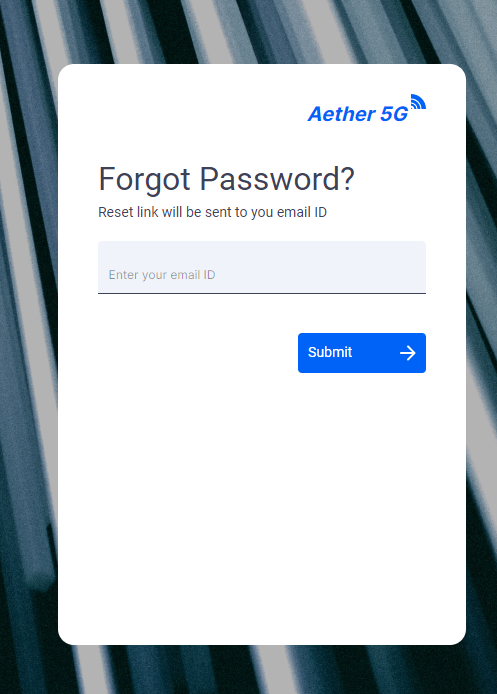 Aether 5G
Forgot Password?
Reset link will be sent to you email ID
Enter your email ID
Submit